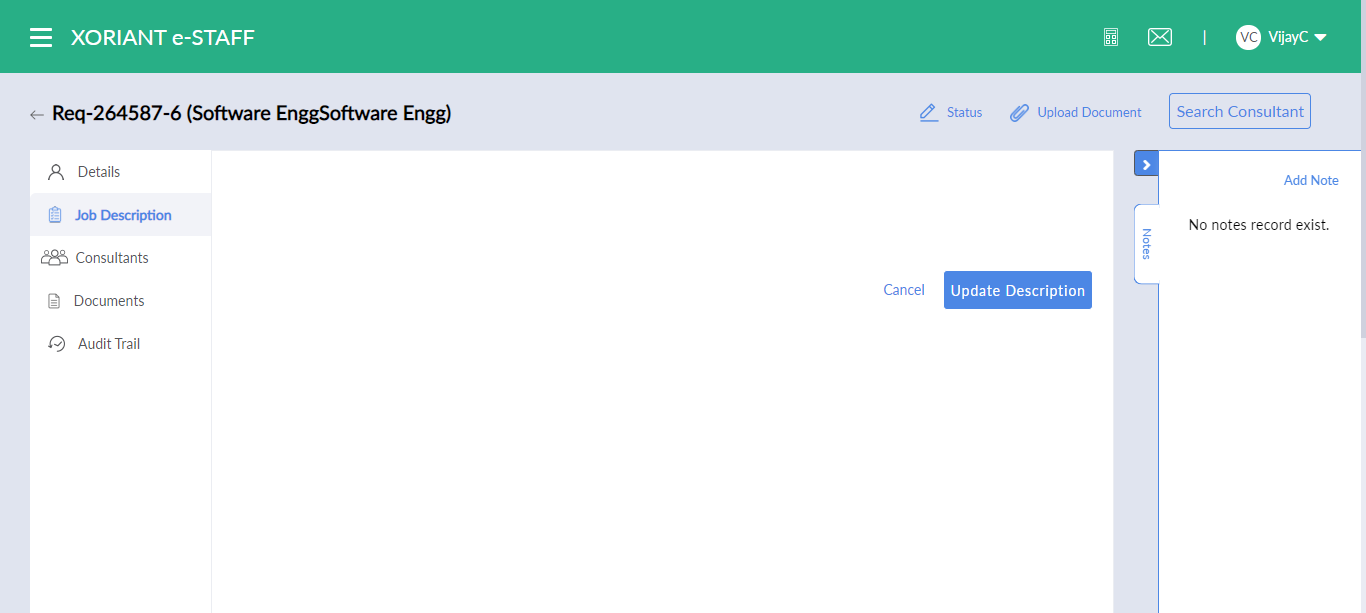 XORIANT e-STAFF
|
VC VijayC
← Req-264587-6 (Software EnggSoftware Engg)
Status
Upload Document
Search Consultant
Details
Job Description
Consultants
Documents
Audit Trail
Cancel
Update Description
Notes
Add Note
No notes record exist.